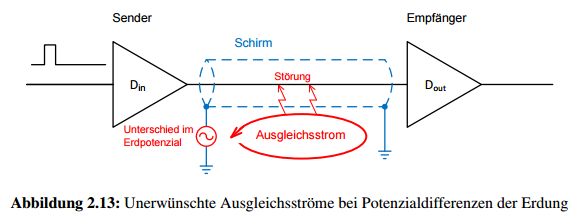 Sender
Empfänger
Schirm
D_in
Störung
D_out
Unterschied im
Erdpotenzial
Ausgleichsstrom
Abbildung 2.13: Unerwünschte Ausgleichsströme bei Potenzialdifferenzen der Erdung